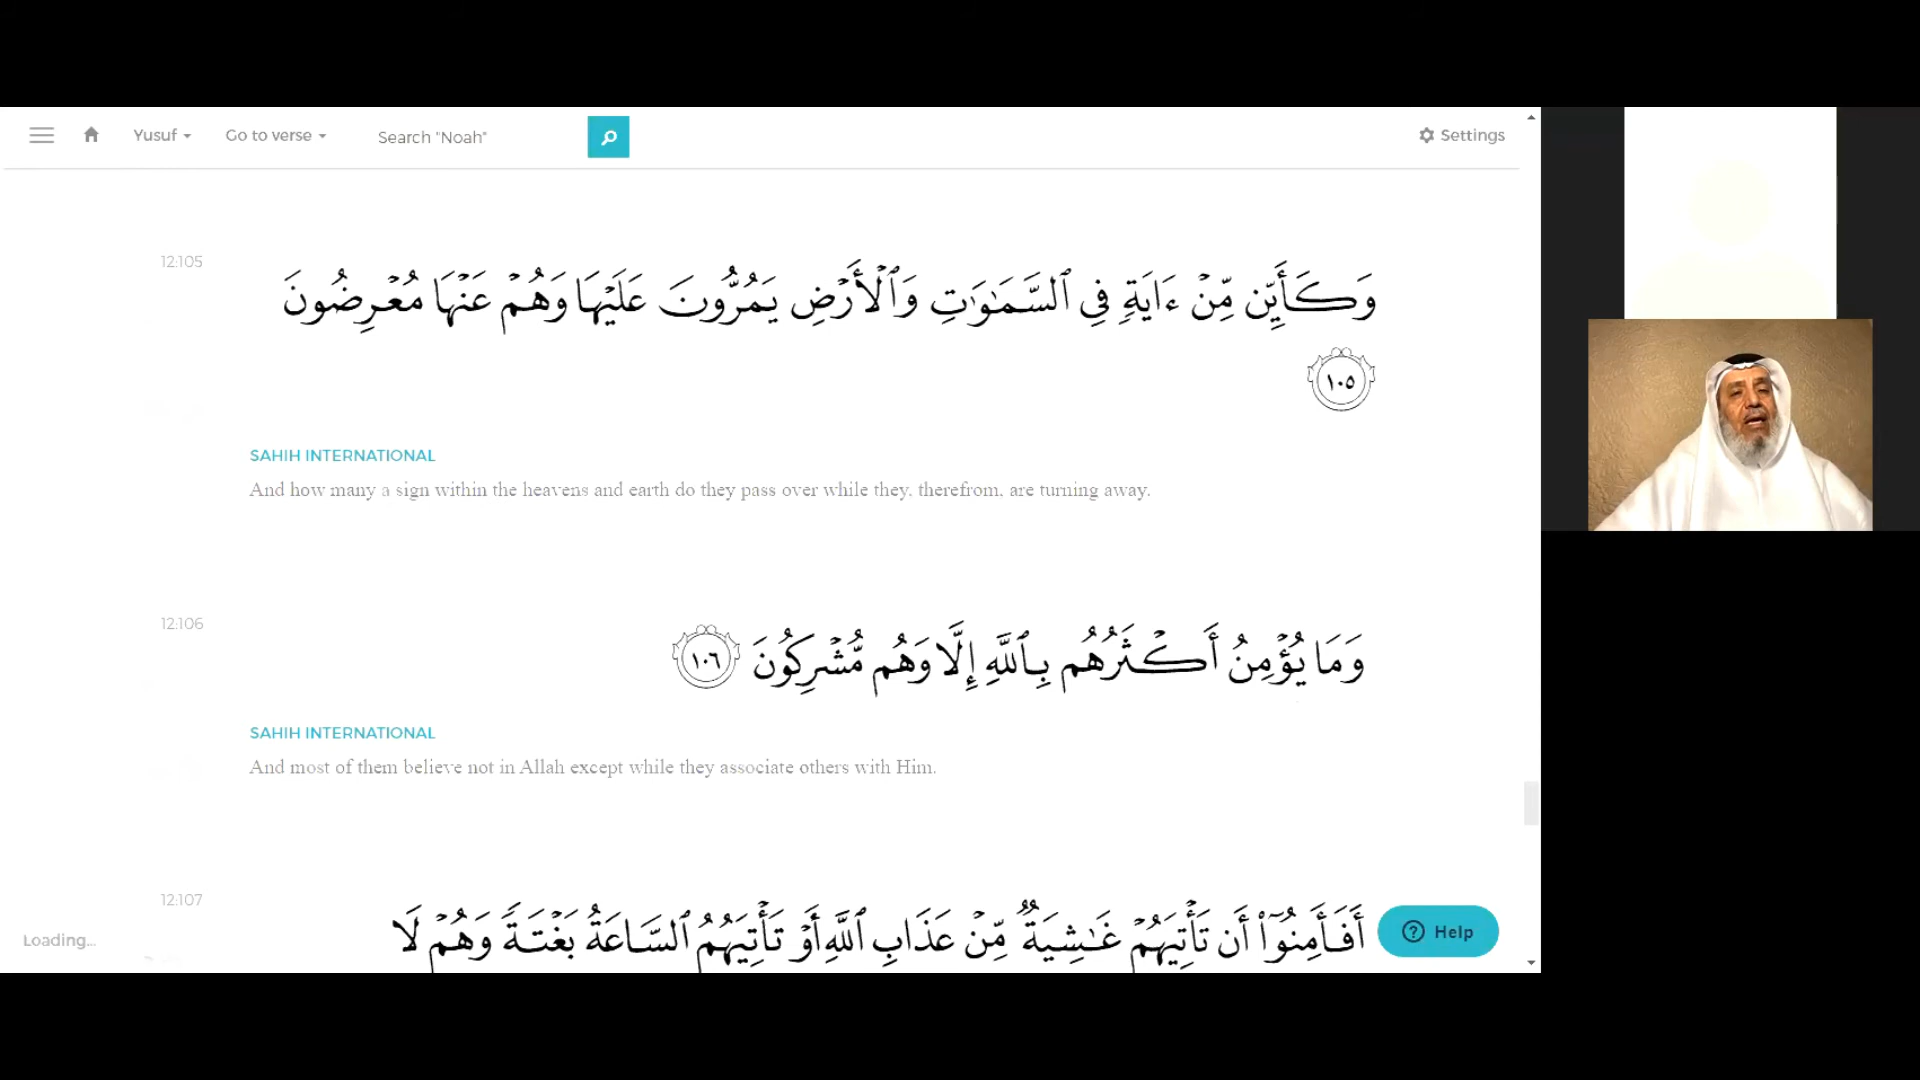 Yusuf
Go to verse
Search "Noah"
Settings
12:105
وَكَأَيِّن مِّنْ ءَايَةٍ فِى ٱلسَّمَٰوَٰتِ وَٱلْأَرْضِ يَمُرُّونَ عَلَيْهَا وَهُمْ عَنْهَا مُعْرِضُونَ
١٠٥
SAHIH INTERNATIONAL
And how many a sign within the heavens and earth do they pass over while they, therefrom, are turning away.
12:106
وَمَا يُؤْمِنُ أَكْثَرُهُم بِٱللَّهِ إِلَّا وَهُم مُّشْرِكُونَ ١٠٦
SAHIH INTERNATIONAL
And most of them believe not in Allah except while they associate others with Him.
12:107
أَفَأَمِنُوٓا۟ أَن تَأْتِيَهُمْ غَٰشِيَةٌ مِّنْ عَذَابِ ٱللَّهِ أَوْ تَأْتِيَهُمُ ٱلسَّاعَةُ بَغْتَةً وَهُمْ لَا
Loading...
Help